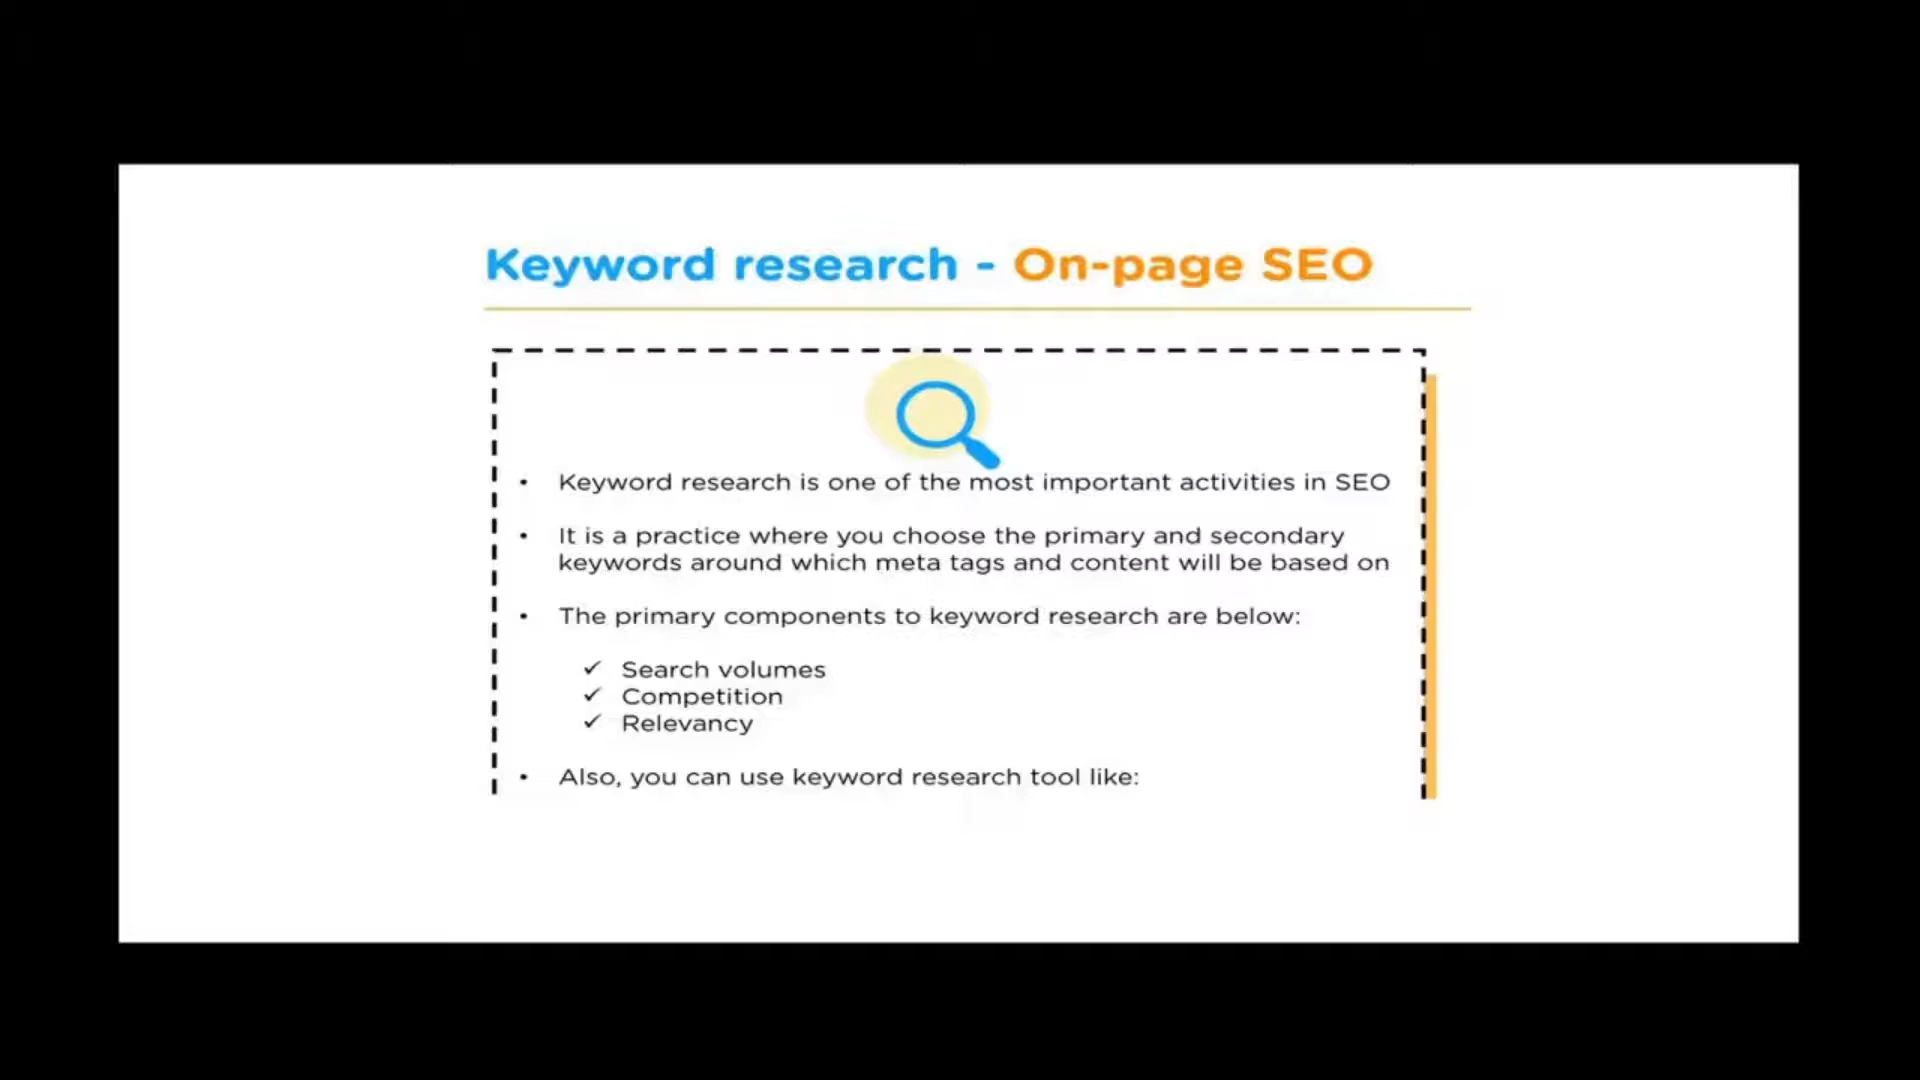 Keyword research - On-page SEO
• Keyword research is one of the most important activities in SEO
• It is a practice where you choose the primary and secondary
keywords around which meta tags and content will be based on
• The primary components to keyword research are below:
✓ Search volumes
✓ Competition
✓ Relevancy
• Also, you can use keyword research tool like: